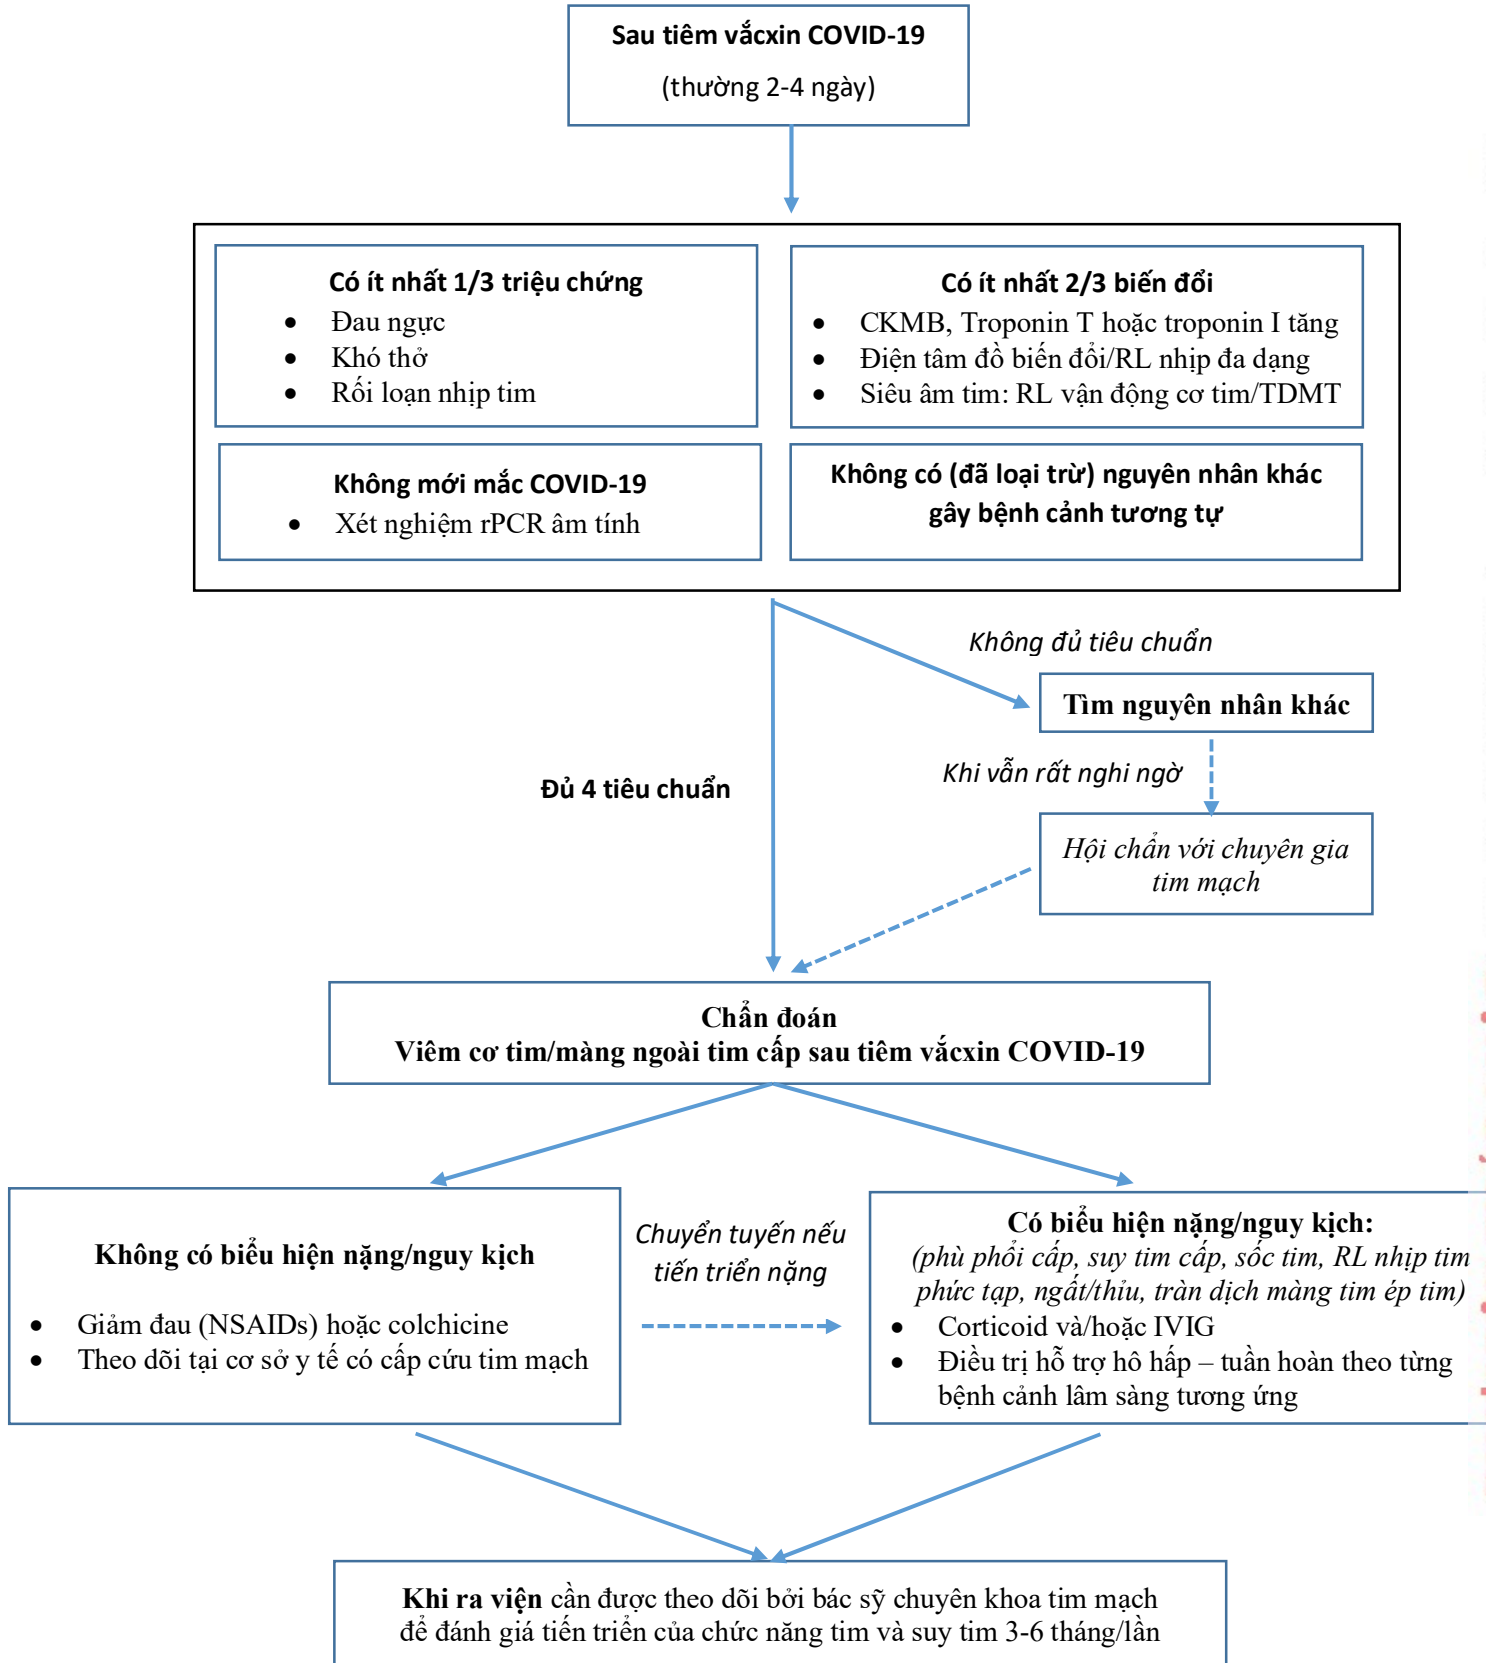 Sau tiêm vắcxin COVID-19
(thường 2-4 ngày)
Có ít nhất 1/3 triệu chứng
• Đau ngực
• Khó thở
• Rối loạn nhịp tim
Có ít nhất 2/3 biến đổi
• CKMB, Troponin T hoặc troponin I tăng
• Điện tâm đồ biến đổi/RL nhịp đa dạng
• Siêu âm tim: RL vận động cơ tim/TDMT
Không mới mắc COVID-19
• Xét nghiệm rPCR âm tính
Không có (đã loại trừ) nguyên nhân khác
gây bệnh cảnh tương tự
Không đủ tiêu chuẩn
Tìm nguyên nhân khác
Khi vẫn rất nghi ngờ
Đủ 4 tiêu chuẩn
Hội chẩn với chuyên gia
tim mạch
Chẩn đoán
Viêm cơ tim/màng ngoài tim cấp sau tiêm vắcxin COVID-19
Không có biểu hiện nặng/nguy kịch
• Giảm đau (NSAIDs) hoặc colchicine
• Theo dõi tại cơ sở y tế có cấp cứu tim mạch
Chuyển tuyến nếu
tiến triển nặng
Có biểu hiện nặng/nguy kịch:
(phù phổi cấp, suy tim cấp, sốc tim, RL nhịp tim
phức tạp, ngất/thỉu, tràn dịch màng tim ép tim)
• Corticoid và/hoặc IVIG
• Điều trị hỗ trợ hô hấp – tuần hoàn theo từng
bệnh cảnh lâm sàng tương ứng
Khi ra viện cần được theo dõi bởi bác sỹ chuyên khoa tim mạch
để đánh giá tiến triển của chức năng tim và suy tim 3-6 tháng/lần